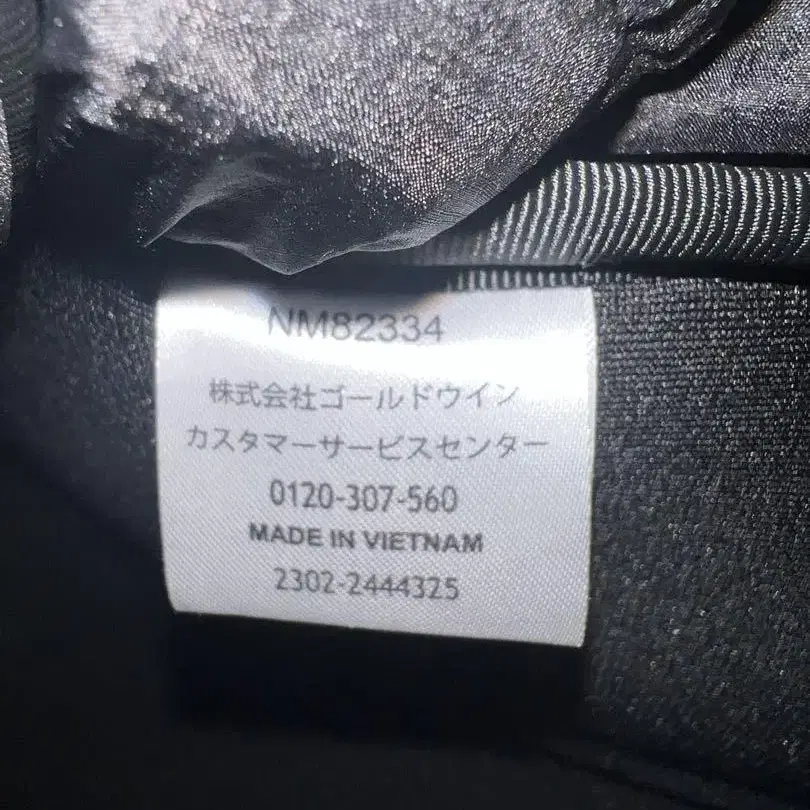 NM82334
株式会社ゴールドウイン
カスタマーサービスセンター
0120-307-560
MADE IN VIETNAM
2302-2444325